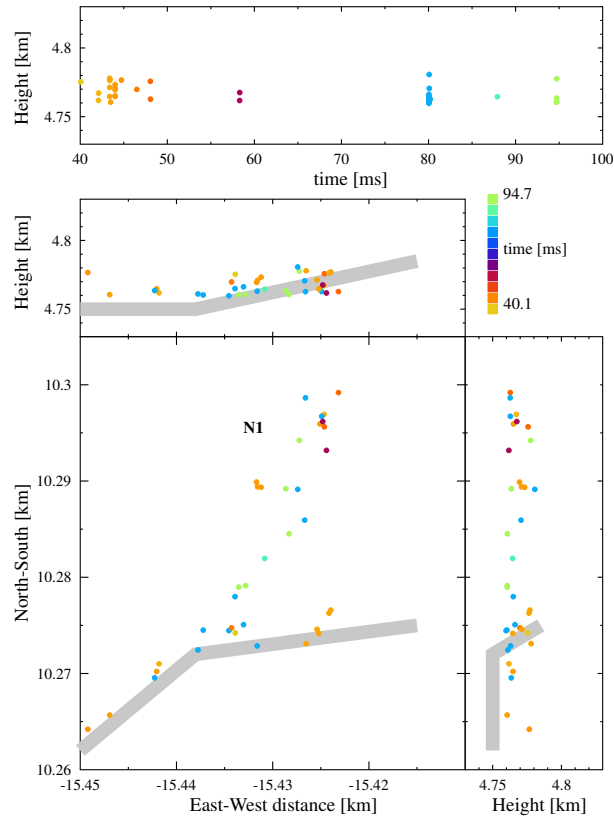 Height [km]
4.8
4.75
40 50 60 70 80 90 100
time [ms]
Height [km]
4.8
4.75
94.7
time [ms]
40.1
North-South [km]
10.3
10.29
10.28
10.27
10.26
N1
-15.45 -15.44 -15.43 -15.42
East-West distance [km]
4.75 4.8
Height [km]